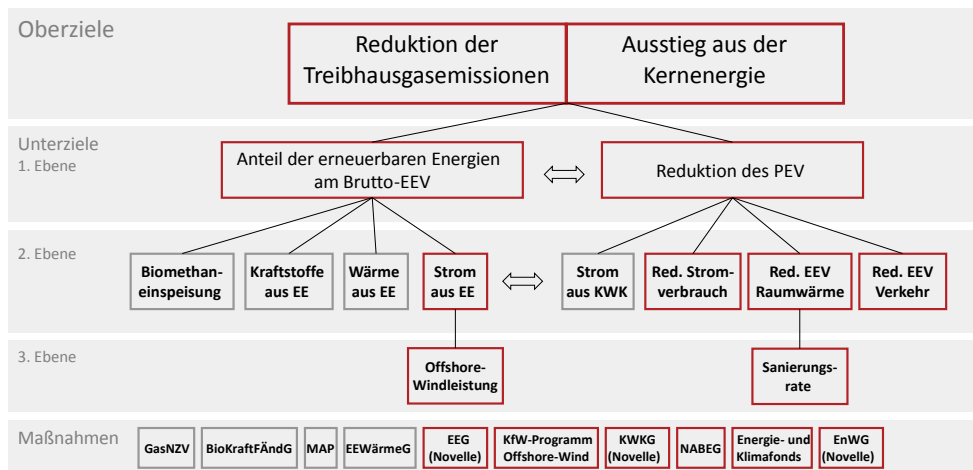 Oberziele
Reduktion der
Treibhausgasemissionen
Ausstieg aus der
Kernenergie
Unterziele
1. Ebene
Anteil der erneuerbaren Energien
am Brutto-EEV
Reduktion des PEV
2. Ebene
Biomethan-
einspeisung
Kraftstoffe
aus EE
Wärme
aus EE
Strom
aus EE
Strom
aus KWK
Red. Strom-
verbrauch
Red. EEV
Raumwärme
Red. EEV
Verkehr
3. Ebene
Offshore-
Windleistung
Sanierungs-
rate
Maßnahmen
GasNZV
BioKraftFÄndG
MAP
EEWärmeG
EEG
(Novelle)
KfW-Programm
Offshore-Wind
KWKG
(Novelle)
NABEG
Energie- und
Klimafonds
EnWG
(Novelle)